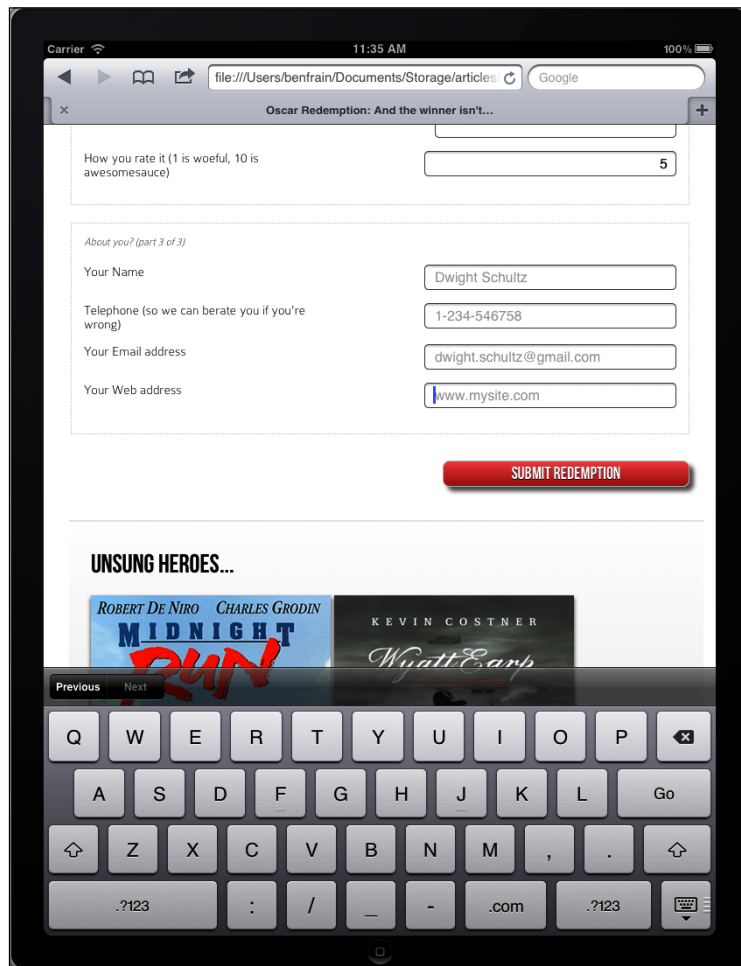 Carrier 11:35 AM 100%
file:///Users/benfrain/Documents/Storage/articles/ Google
Oscar Redemption: And the winner isn't...
How you rate it (1 is woeful, 10 is
awesomesauce)
5
About you? (part 3 of 3)
Your Name
Dwight Schultz
Telephone (so we can berate you if you're
wrong)
1-234-546758
Your Email address
dwight.schultz@gmail.com
Your Web address
www.mysite.com
SUBMIT REDEMPTION
UNSUNG HEROES...
ROBERT DE NIRO CHARLES GRODIN
MIDNIGHT
RUN
KEVIN COSTNER
Wyatt Earp
Previous Next
Q W E R T Y U I O P
A S D F G H J K L Go
Z X C V B N M , .
.?123 : / _ - .com .?123